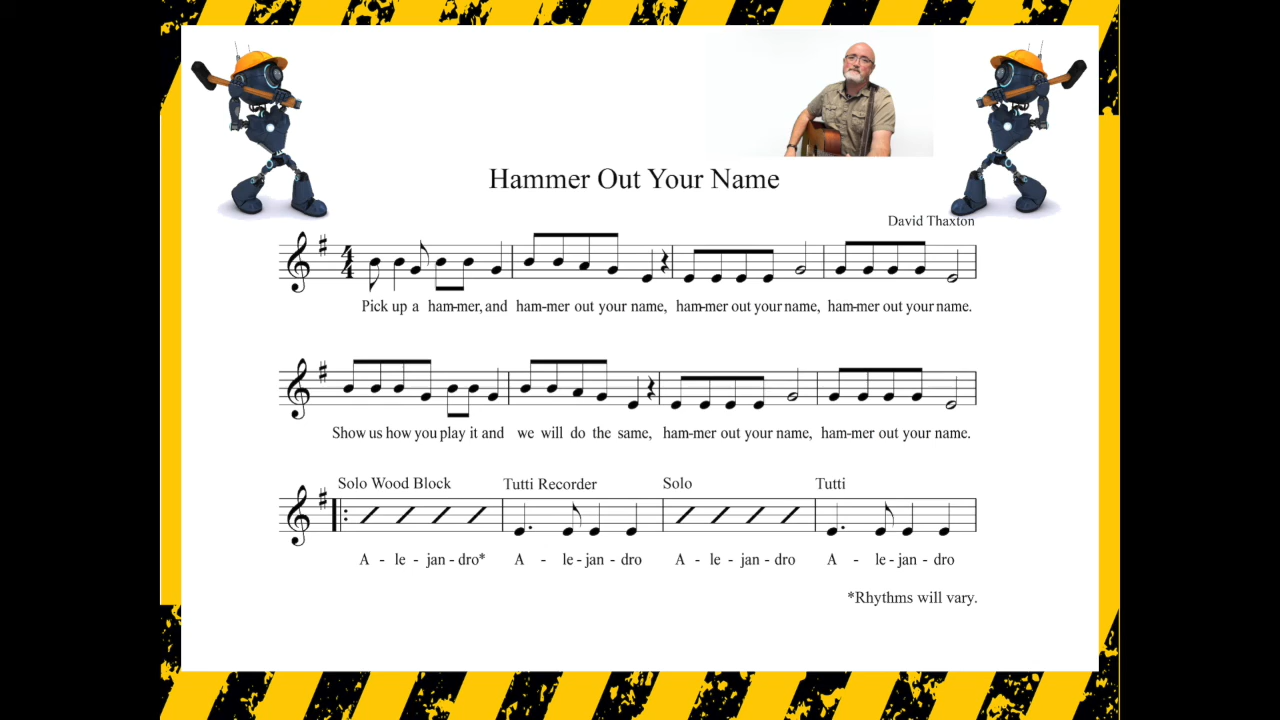 Hammer Out Your Name
David Thaxton
4
4
Pick up a ham-mer, and ham-mer out your name, ham-mer out your name, ham-mer out your name.
Show us how you play it and we will do the same, ham-mer out your name, ham-mer out your name.
Solo Wood Block Tutti Recorder Solo Tutti
A - le - jan - dro* A - le - jan - dro A - le - jan - dro A - le - jan - dro
*Rhythms will vary.